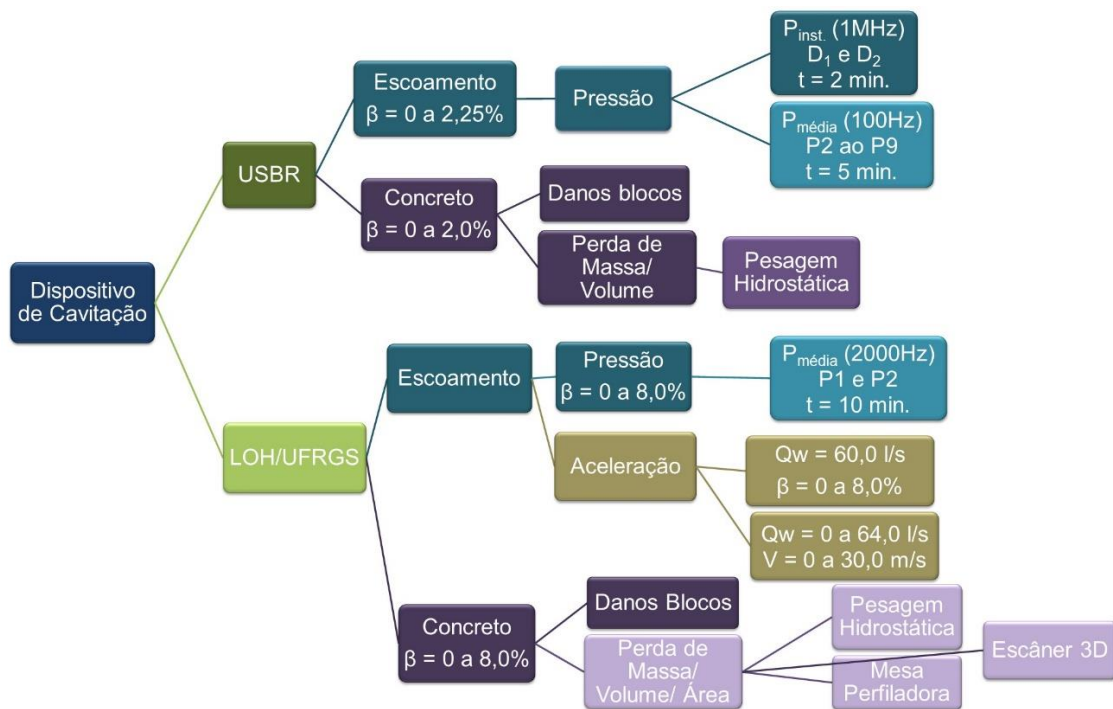 Dispositivo
de Cavitação
USBR
Escoamento
β = 0 a 2,25%
Pressão
Pinst. (1MHz)
D1 e D2
t = 2 min.
Pmédia (100Hz)
P2 ao P9
t = 5 min.
Concreto
β = 0 a 2,0%
Danos blocos
Perda de
Massa/
Volume
Pesagem
Hidrostática
LOH/UFRGS
Escoamento
Pressão
β = 0 a 8,0%
Pmédia (2000Hz)
P1 e P2
t = 10 min.
Aceleração
Qw = 60,0 l/s
β = 0 a 8,0%
Qw = 0 a 64,0 l/s
V = 0 a 30,0 m/s
Concreto
β = 0 a 8,0%
Danos Blocos
Perda de
Massa/
Volume/ Área
Pesagem
Hidrostática
Mesa
Perfiladora
Escâner 3D